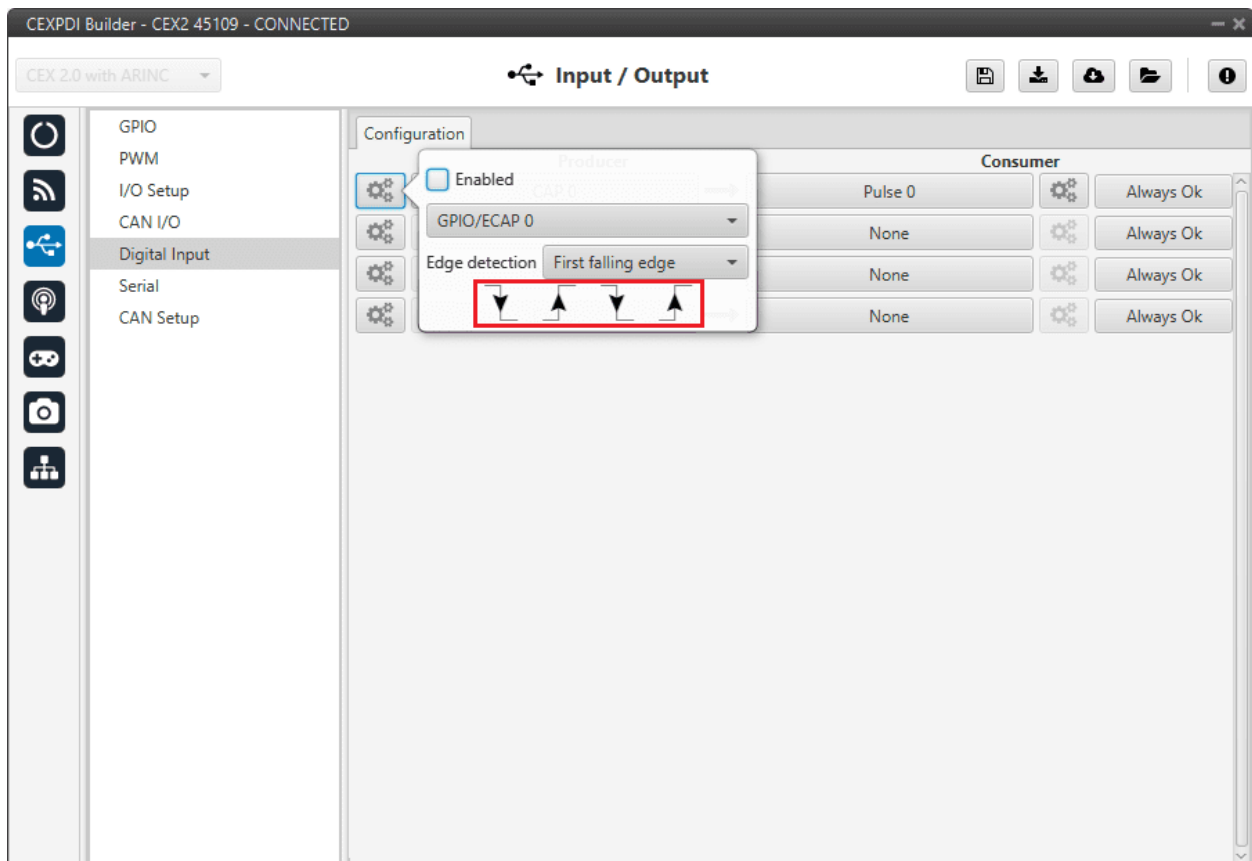 CEXPDI Builder - CEX2 45109 - CONNECTED
CEX 2.0 with ARINC
Input / Output
GPIO
PWM
I/O Setup
CAN I/O
Digital Input
Serial
CAN Setup
Configuration
Producer
Consumer
Enabled
CAP 0
Pulse 0
Always Ok
GPIO/ECAP 0
None
Always Ok
Edge detection
First falling edge
None
Always Ok
None
Always Ok